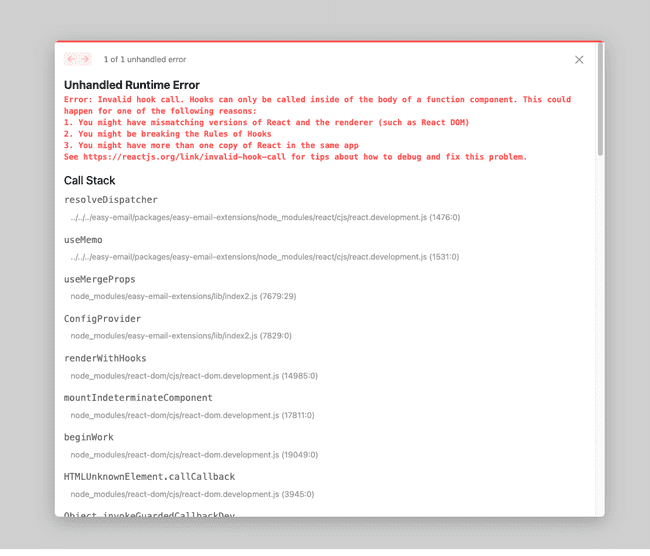 1 of 1 unhandled error
Unhandled Runtime Error
Error: Invalid hook call. Hooks can only be called inside of the body of a function component. This could
happen for one of the following reasons:
1. You might have mismatching versions of React and the renderer (such as React DOM)
2. You might be breaking the Rules of Hooks
3. You might have more than one copy of React in the same app
See https://reactjs.org/link/invalid-hook-call for tips about how to debug and fix this problem.
Call Stack
resolveDispatcher
../../../easy-email/packages/easy-email-extensions/node_modules/react/cjs/react.development.js (1476:0)
useMemo
../../../easy-email/packages/easy-email-extensions/node_modules/react/cjs/react.development.js (1531:0)
useMergeProps
node_modules/easy-email-extensions/lib/index2.js (7679:29)
ConfigProvider
node_modules/easy-email-extensions/lib/index2.js (7829:0)
renderWithHooks
node_modules/react-dom/cjs/react-dom.development.js (14985:0)
mountIndeterminateComponent
node_modules/react-dom/cjs/react-dom.development.js (17811:0)
beginWork
node_modules/react-dom/cjs/react-dom.development.js (19049:0)
HTMLUnknownElement.callCallback
node_modules/react-dom/cjs/react-dom.development.js (3945:0)
Object.invokeGuardedCallbackDev